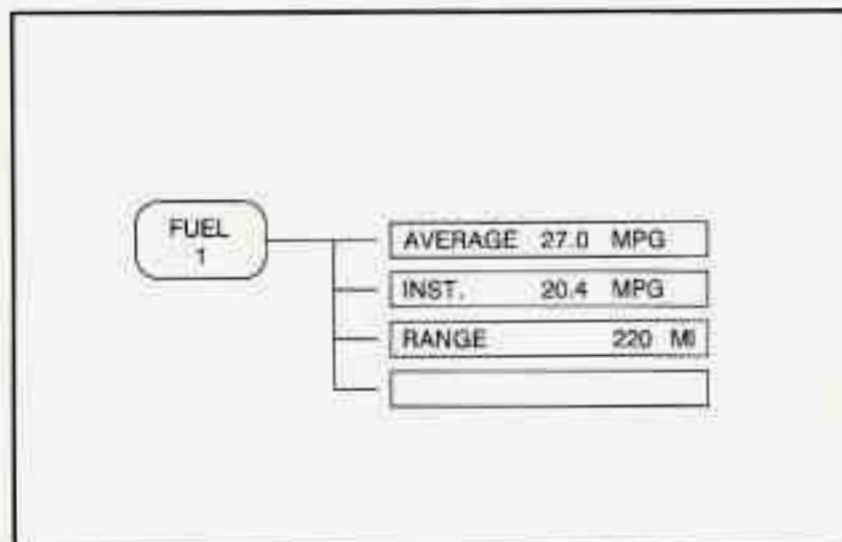 FUEL
1
AVERAGE 27.0 MPG
INST. 20.4 MPG
RANGE 220 MI